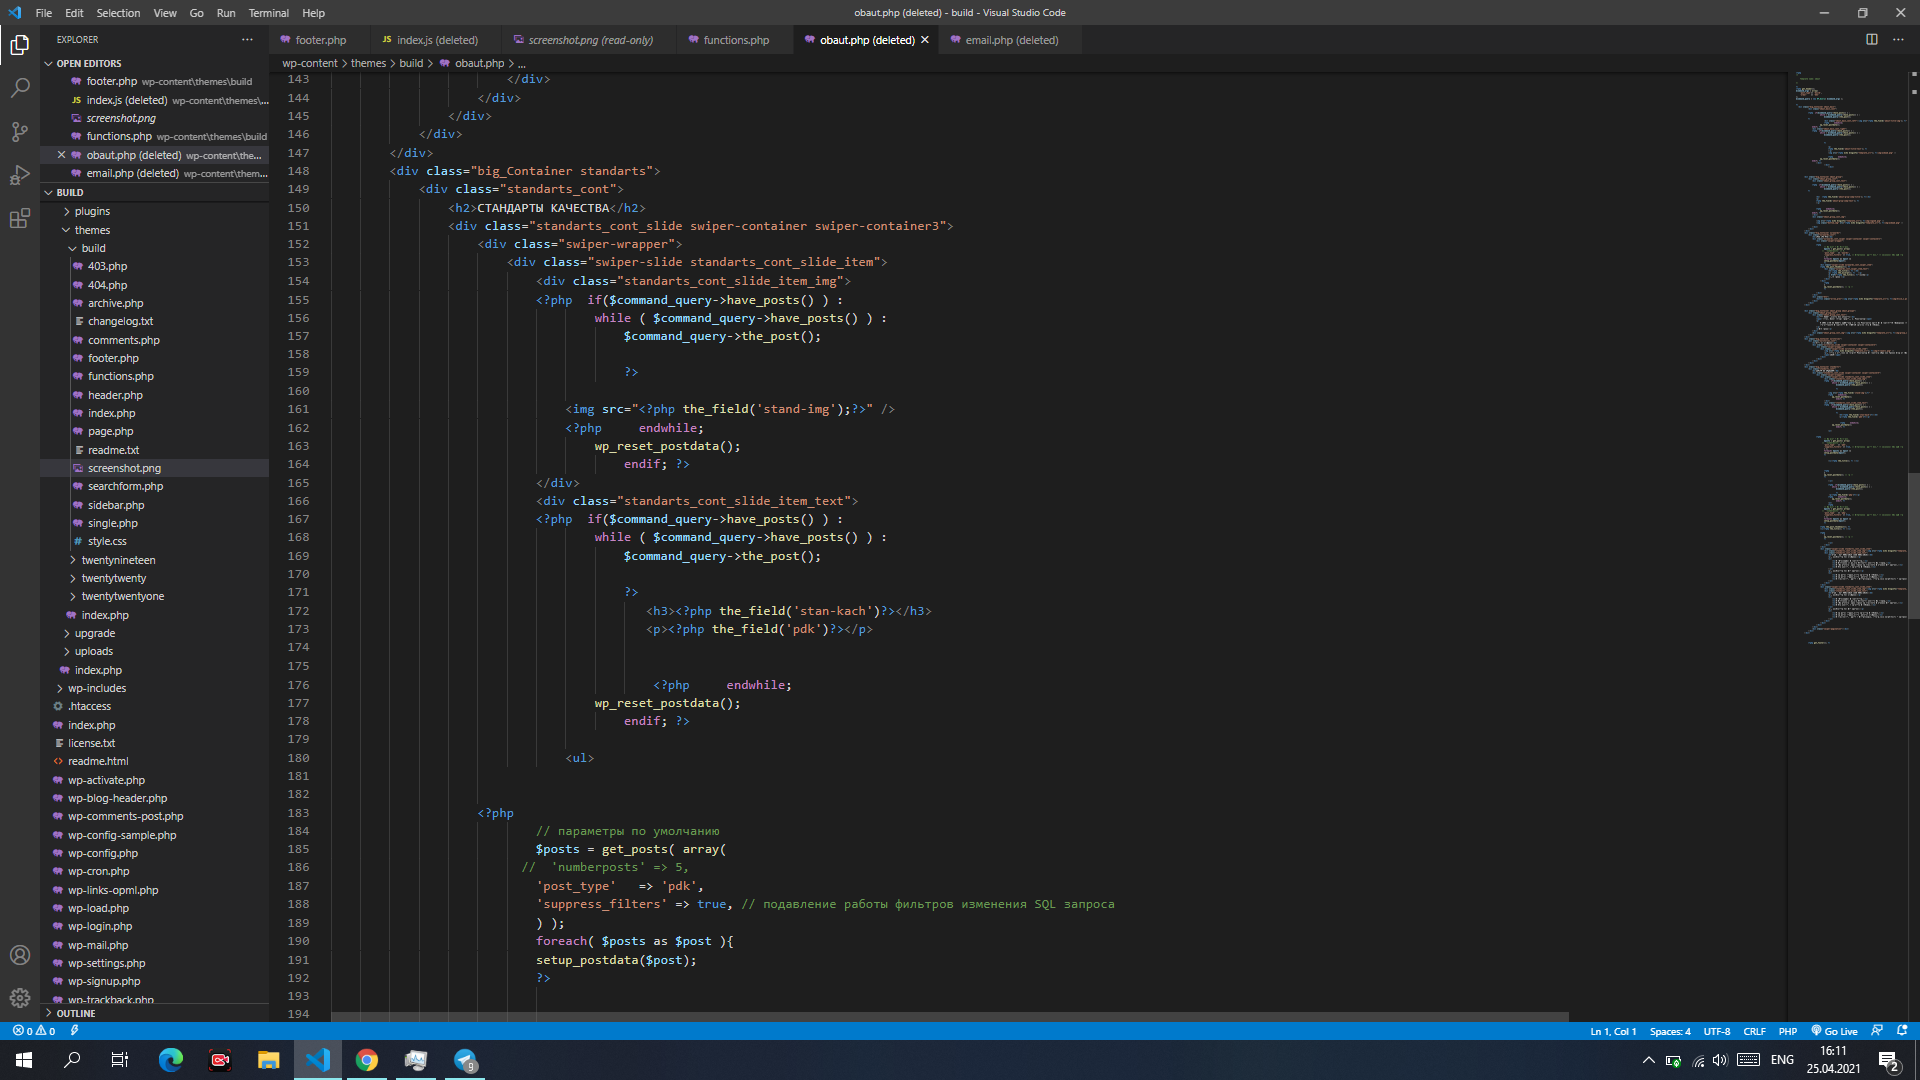 File Edit Selection View Go Run Terminal Help
obaut.php (deleted) - build - Visual Studio Code
EXPLORER
footer.php
index.js (deleted)
screenshot.png (read-only)
functions.php
obaut.php (deleted)
email.php (deleted)
wp-content > themes > build > obaut.php > ...
OPEN EDITORS
footer.php wp-content\themes\build
index.js (deleted) wp-content\themes\...
screenshot.png
functions.php wp-content\themes\build
obaut.php (deleted) wp-content\the...
email.php (deleted) wp-content\them...
BUILD
plugins
themes
build
403.php
404.php
archive.php
changelog.txt
comments.php
footer.php
functions.php
header.php
index.php
page.php
readme.txt
screenshot.png
searchform.php
sidebar.php
single.php
style.css
twentynineteen
twentytwenty
twentytwentyone
index.php
upgrade
uploads
index.php
wp-includes
.htaccess
index.php
license.txt
readme.html
wp-activate.php
wp-blog-header.php
wp-comments-post.php
wp-config-sample.php
wp-config.php
wp-cron.php
wp-links-opml.php
wp-load.php
wp-login.php
wp-mail.php
wp-settings.php
wp-signup.php
wp-trackback.php
OUTLINE
143 </div>
144 </div>
145 </div>
146 </div>
147 </div>
148 <div class="big_Container standarts">
149 <div class="standarts_cont">
150 <h2>СТАНДАРТЫ КАЧЕСТВА</h2>
151 <div class="standarts_cont_slide swiper-container swiper-container3">
152 <div class="swiper-wrapper">
153 <div class="swiper-slide standarts_cont_slide_item">
154 <div class="standarts_cont_slide_item_img">
155 <?php if($command_query->have_posts() ) :
156 while ( $command_query->have_posts() ) :
157 $command_query->the_post();
158
159 ?>
160
161 <img src="<?php the_field('stand-img');?>" />
162 <?php endwhile;
163 wp_reset_postdata();
164 endif; ?>
165 </div>
166 <div class="standarts_cont_slide_item_text">
167 <?php if($command_query->have_posts() ) :
168 while ( $command_query->have_posts() ) :
169 $command_query->the_post();
170
171 ?>
172 <h3><?php the_field('stan-kach')?></h3>
173 <p><?php the_field('pdk')?></p>
174
175
176 <?php endwhile;
177 wp_reset_postdata();
178 endif; ?>
179
180 <ul>
181
182
183 <?php
184 // параметры по умолчанию
185 $posts = get_posts( array(
186 // 'numberposts' => 5,
187 'post_type' => 'pdk',
188 'suppress_filters' => true, // подавление работы фильтров изменения SQL запроса
189 ) );
190 foreach( $posts as $post ){
191 setup_postdata($post);
192 ?>
193
194
0 0
Ln 1, Col 1 Spaces: 4 UTF-8 CRLF PHP Go Live
9
ENG
16:11
25.04.2021
2